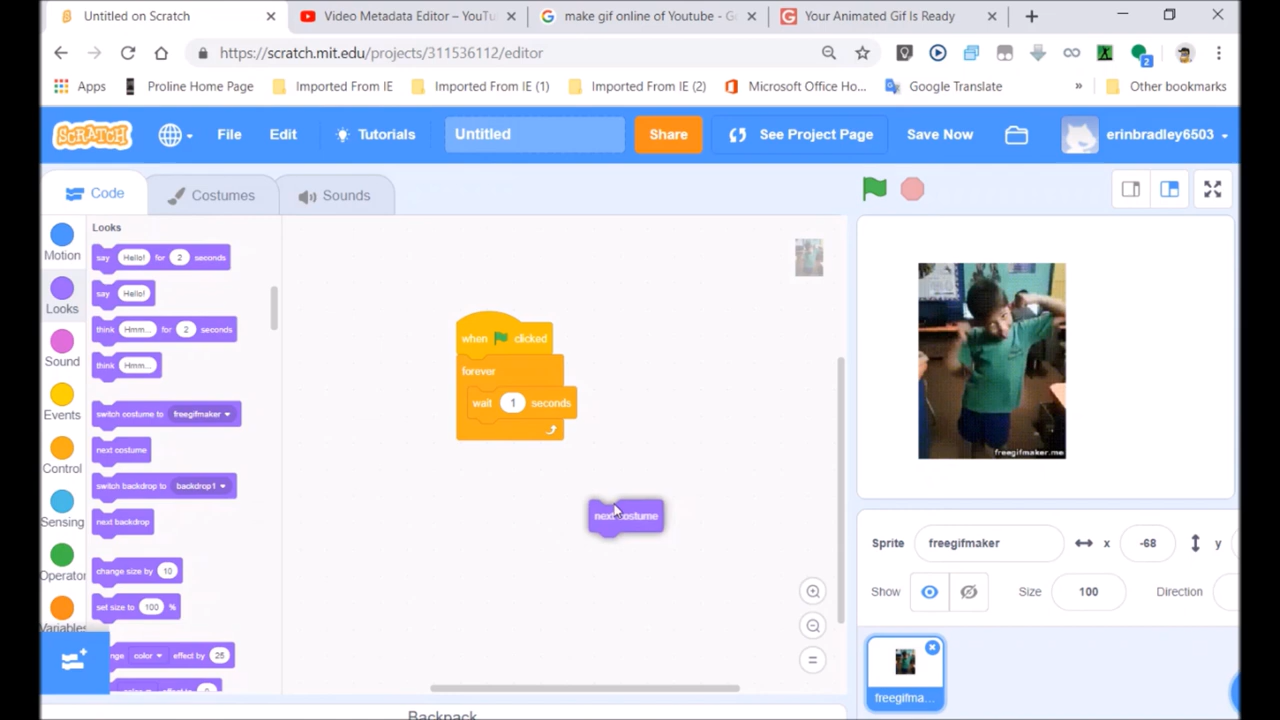 Untitled on Scratch
Video Metadata Editor – YouTu
make gif online of Youtube - G
Your Animated Gif Is Ready
https://scratch.mit.edu/projects/311536112/editor
2
Apps
Proline Home Page
Imported From IE
Imported From IE (1)
Imported From IE (2)
Microsoft Office Ho...
Google Translate
»
Other bookmarks
SCRATCH
File
Edit
Tutorials
Untitled
Share
See Project Page
Save Now
erinbradley6503
Code
Costumes
Sounds
Motion
Looks
Sound
Events
Control
Sensing
Operator
Variables
Looks
say Hello! for 2 seconds
say Hello!
think Hmm... for 2 seconds
think Hmm...
switch costume to freegifmaker
next costume
switch backdrop to backdrop1
next backdrop
change size by 10
set size to 100 %
nge color effect by 25
when clicked
forever
wait 1 seconds
next costume
freegifmaker.me
Sprite freegifmaker x -68 y
Show Size 100 Direction
freegifma...
Backpack